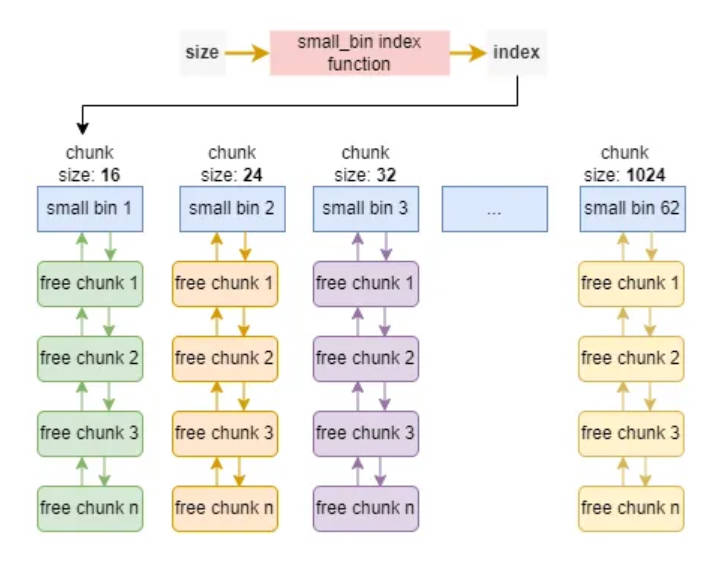 size
small_bin index
function
index
chunk
size: 16
chunk
size: 24
chunk
size: 32
chunk
size: 1024
small bin 1
small bin 2
small bin 3
...
small bin 62
free chunk 1
free chunk 1
free chunk 1
free chunk 1
free chunk 2
free chunk 2
free chunk 2
free chunk 2
free chunk 3
free chunk 3
free chunk 3
free chunk 3
free chunk n
free chunk n
free chunk n
free chunk n